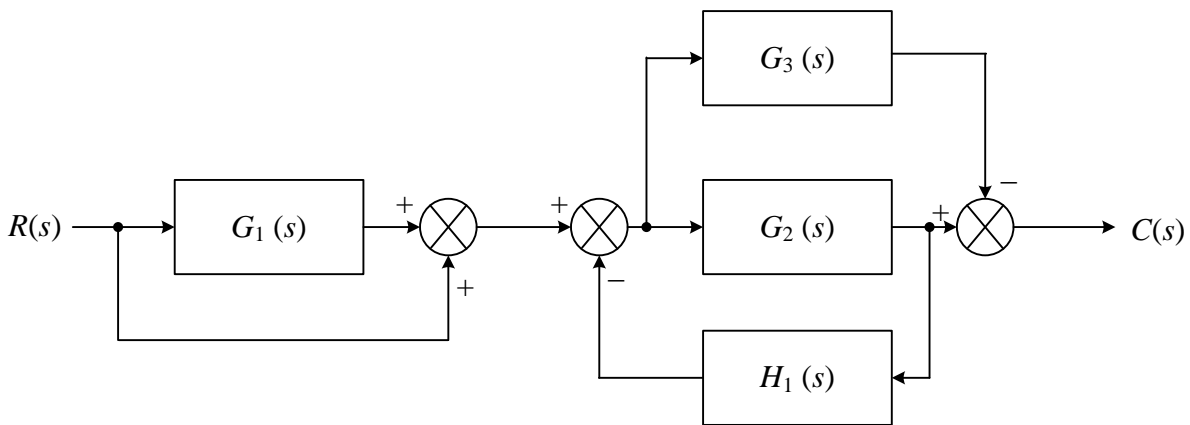 G₃ (s)
−
R(s)
G₁ (s)
+
+
G₂ (s)
+
C(s)
+
−
H₁ (s)